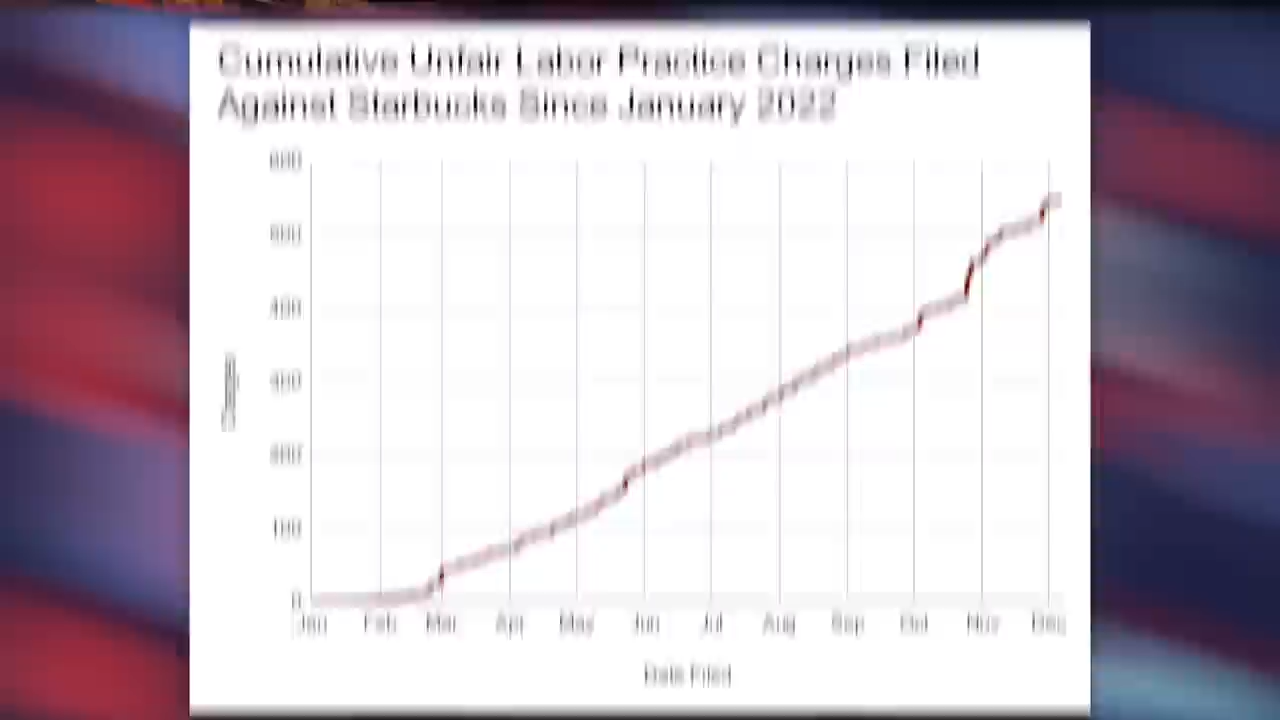 Cumulative Unfair Labor Practice Charges Filed
Against Starbucks Since January 2022
600
500
400
300
200
100
0
Jan Feb Mar Apr May Jun Jul Aug Sep Oct Nov Dec
Date Filed